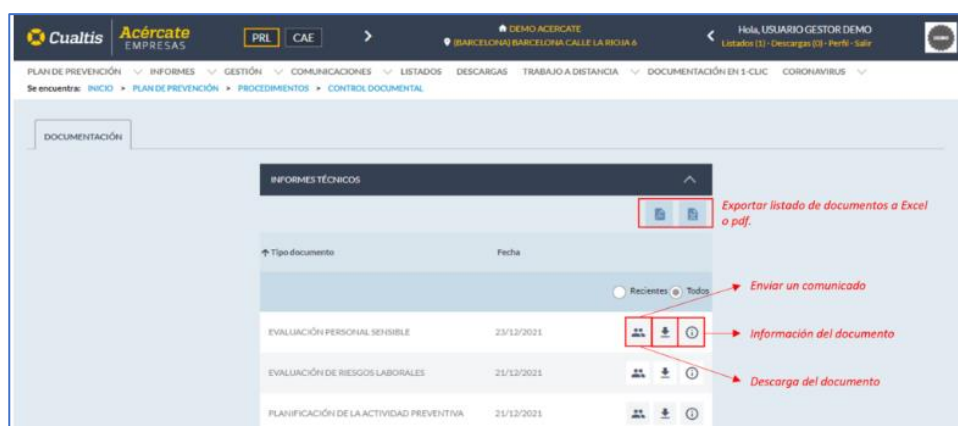 Cualtis
Acércate
EMPRESAS
PRL
CAE
DEMO ACERCATE
(BARCELONA) BARCELONA CALLE LA RIOJA 6
Hola, USUARIO GESTOR DEMO
Listados (1) - Descargas (0) - Perfil - Salir
PLAN DE PREVENCIÓN INFORMES GESTIÓN COMUNICACIONES LISTADOS DESCARGAS TRABAJO A DISTANCIA DOCUMENTACIÓN EN 1-CLIC CORONAVIRUS
Se encuentra: INICIO > PLAN DE PREVENCIÓN > PROCEDIMIENTOS > CONTROL DOCUMENTAL
DOCUMENTACIÓN
INFORMES TÉCNICOS
Exportar listado de documentos a Excel
o pdf.
Tipo documento Fecha
Recientes Todos
Enviar un comunicado
EVALUACIÓN PERSONAL SENSIBLE 23/12/2021
Información del documento
EVALUACIÓN DE RIESGOS LABORALES 21/12/2021
Descarga del documento
PLANIFICACIÓN DE LA ACTIVIDAD PREVENTIVA 21/12/2021